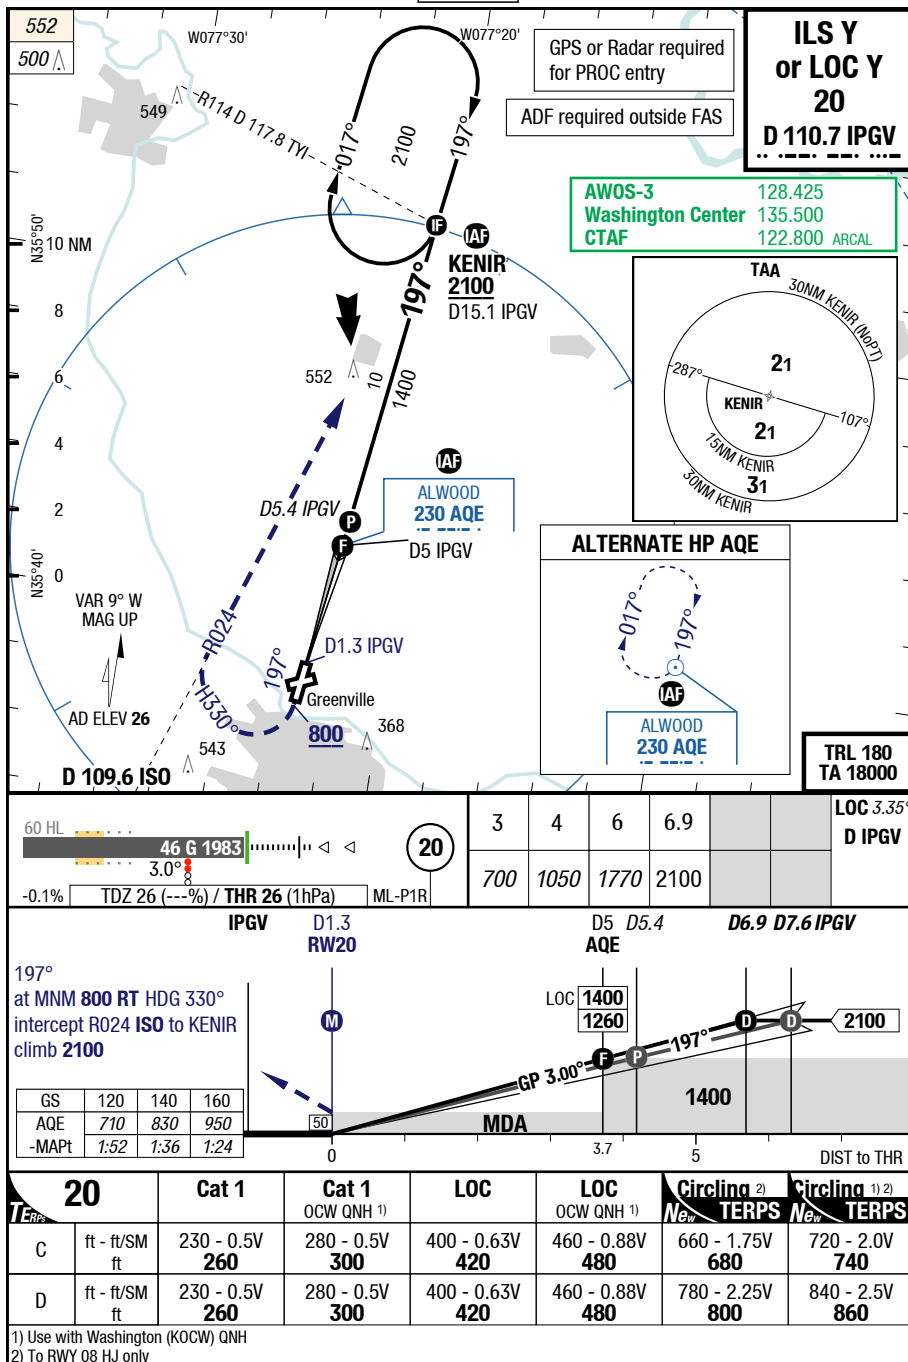 552
500
W077°30'
W077°20'
GPS or Radar required
for PROC entry
ADF required outside FAS
ILS Y
or LOC Y
20
D 110.7 IPGV
AWOS-3 128.425
Washington Center 135.500
CTAF 122.800 ARCAL
549
R114 D 117.8 TYI
017°
2100
197°
N35°50'
10 NM
8
6
4
2
0
N35°40'
IF
IAF
KENIR
2100
D15.1 IPGV
197°
552
10
1400
TAA
30NM KENIR (NoPT)
21
287°
KENIR
107°
21
15NM KENIR
31
30NM KENIR
IAF
ALWOOD
230 AQE
D5.4 IPGV
P
F
D5 IPGV
ALTERNATE HP AQE
017°
197°
IAF
ALWOOD
230 AQE
VAR 9° W
MAG UP
AD ELEV 26
R024
H330°
197°
D1.3 IPGV
Greenville
800
368
543
D 109.6 ISO
TRL 180
TA 18000
60 HL
46 G 1983
3.0°
-0.1%
TDZ 26 (---%) / THR 26 (1hPa)
ML-P1R
20
3 4 6 6.9
700 1050 1770 2100
LOC 3.35°
D IPGV
IPGV
D1.3
RW20
D5 D5.4
AQE
D6.9 D7.6 IPGV
197°
at MNM 800 RT HDG 330°
intercept R024 ISO to KENIR
climb 2100
M
LOC 1400
1260
F
P
D
D
2100
GP 3.00°
197°
1400
MDA
50
0
3.7
5
DIST to THR
GS 120 140 160
AQE 710 830 950
-MAPt 1:52 1:36 1:24
TERPS 20
Cat 1
Cat 1
OCW QNH 1)
LOC
LOC
OCW QNH 1)
Circling 2)
New TERPS
Circling 1) 2)
New TERPS
C ft - ft/SM 230 - 0.5V 280 - 0.5V 400 - 0.63V 460 - 0.88V 660 - 1.75V 720 - 2.0V
ft 260 300 420 480 680 740
D ft - ft/SM 230 - 0.5V 280 - 0.5V 400 - 0.63V 460 - 0.88V 780 - 2.25V 840 - 2.5V
ft 260 300 420 480 800 860
1) Use with Washington (KOCW) QNH
2) To RWY 08 HJ only